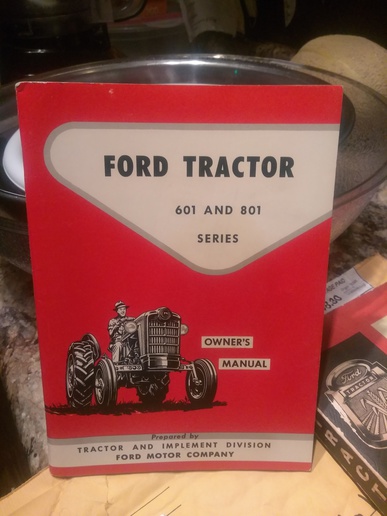 FORD TRACTOR
601 AND 801
SERIES
OWNER'S
MANUAL
Prepared by
TRACTOR AND IMPLEMENT DIVISION
FORD MOTOR COMPANY
Ford
TRACTOR